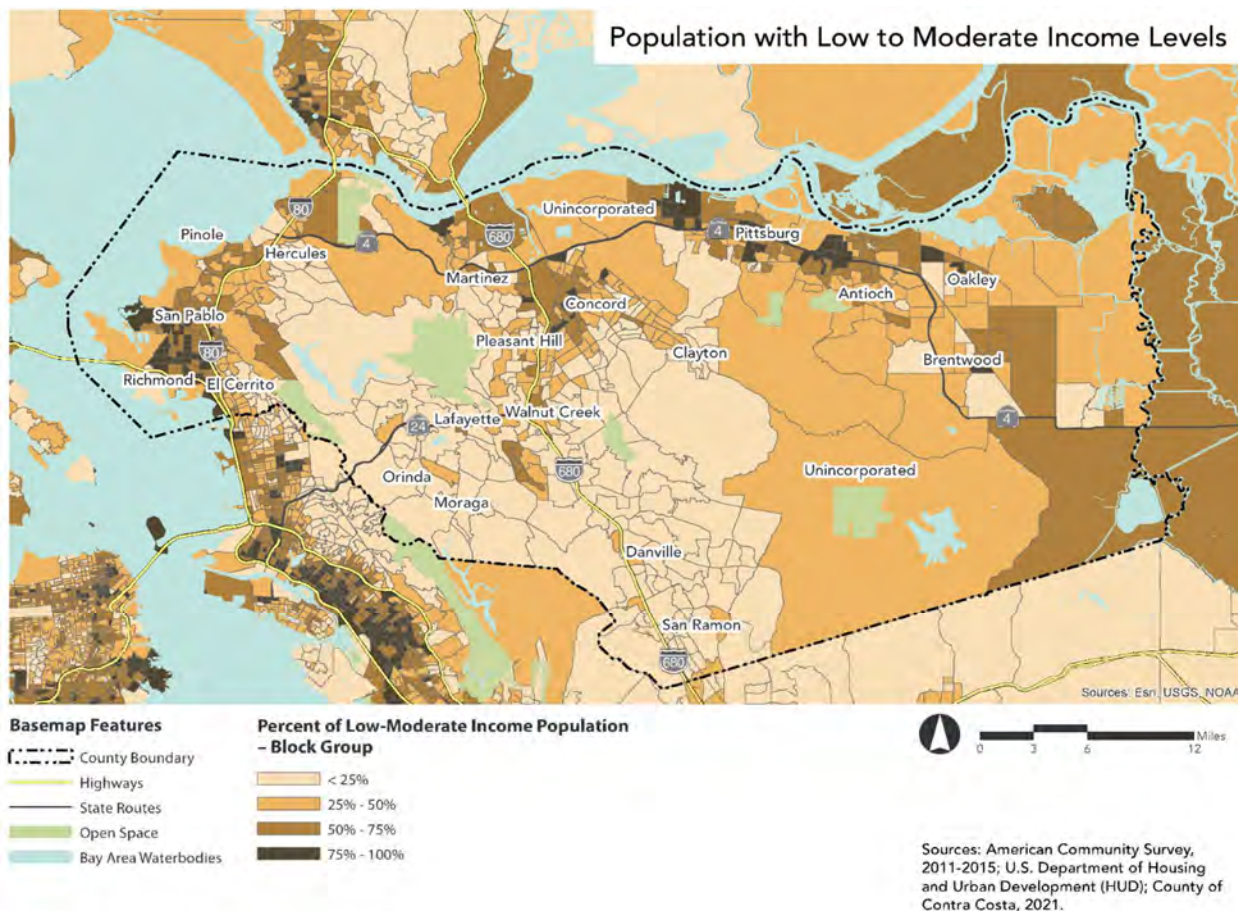 Population with Low to Moderate Income Levels
80
Unincorporated
Pinole
680
4
Pittsburg
Hercules
4
Martinez
Oakley
Antioch
Concord
San Pablo
Pleasant Hill
80
Clayton
Brentwood
Richmond
El Cerrito
Lafayette
Walnut Creek
4
24
680
Orinda
Unincorporated
Moraga
Danville
San Ramon
680
Sources: Esri, USGS, NOAA
Basemap Features
County Boundary
Highways
State Routes
Open Space
Bay Area Waterbodies
Percent of Low-Moderate Income Population
– Block Group
< 25%
25% - 50%
50% - 75%
75% - 100%
Miles
0 3 6 12
Sources: American Community Survey,
2011-2015; U.S. Department of Housing
and Urban Development (HUD); County of
Contra Costa, 2021.